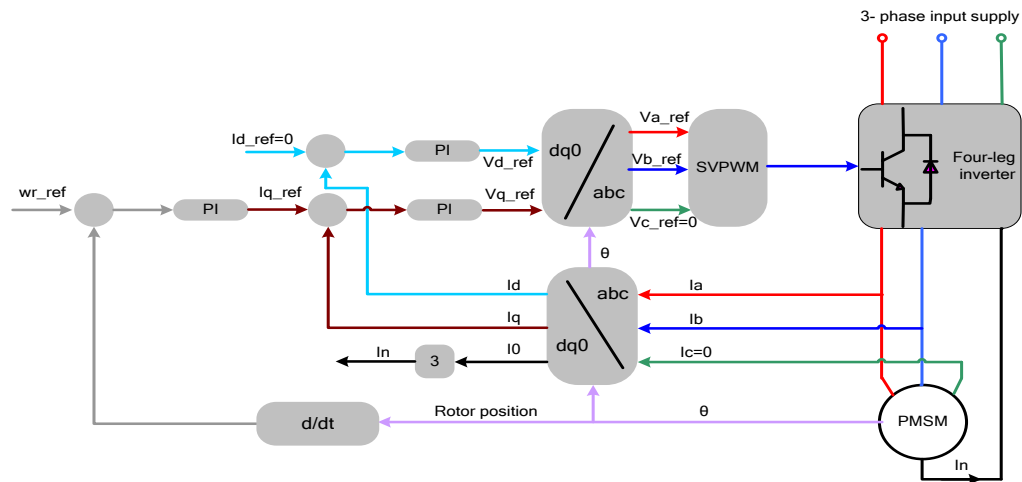 3- phase input supply
Id_ref=0
PI
Vd_ref
dq0
abc
Va_ref
Vb_ref
Vc_ref=0
SVPWM
Four-leg
inverter
wr_ref
PI
Iq_ref
PI
Vq_ref
θ
Id
Iq
I0
abc
dq0
Ia
Ib
Ic=0
In
3
d/dt
Rotor position
θ
PMSM
In